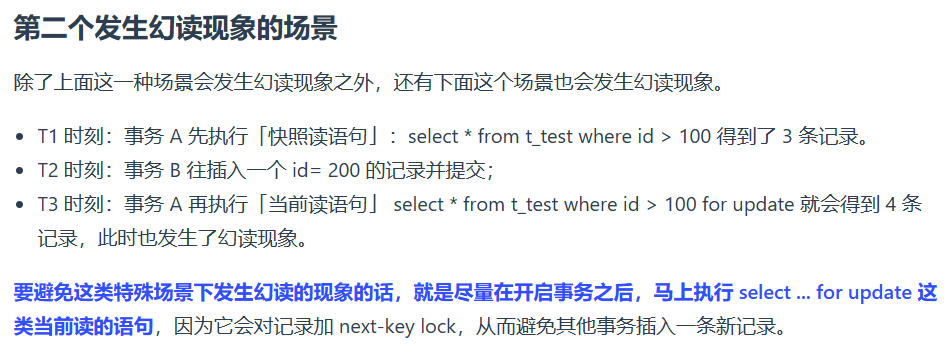 第二个发生幻读现象的场景
除了上面这一种场景会发生幻读现象之外，还有下面这个场景也会发生幻读现象。
• T1 时刻：事务 A 先执行「快照读语句」：select * from t_test where id > 100 得到了 3 条记录。
• T2 时刻：事务 B 往插入一个 id= 200 的记录并提交；
• T3 时刻：事务 A 再执行「当前读语句」 select * from t_test where id > 100 for update 就会得到 4 条
记录，此时也发生了幻读现象。
要避免这类特殊场景下发生幻读的现象的话，就是尽量在开启事务之后，马上执行 select ... for update 这
类当前读的语句，因为它会对记录加 next-key lock，从而避免其他事务插入一条新记录。